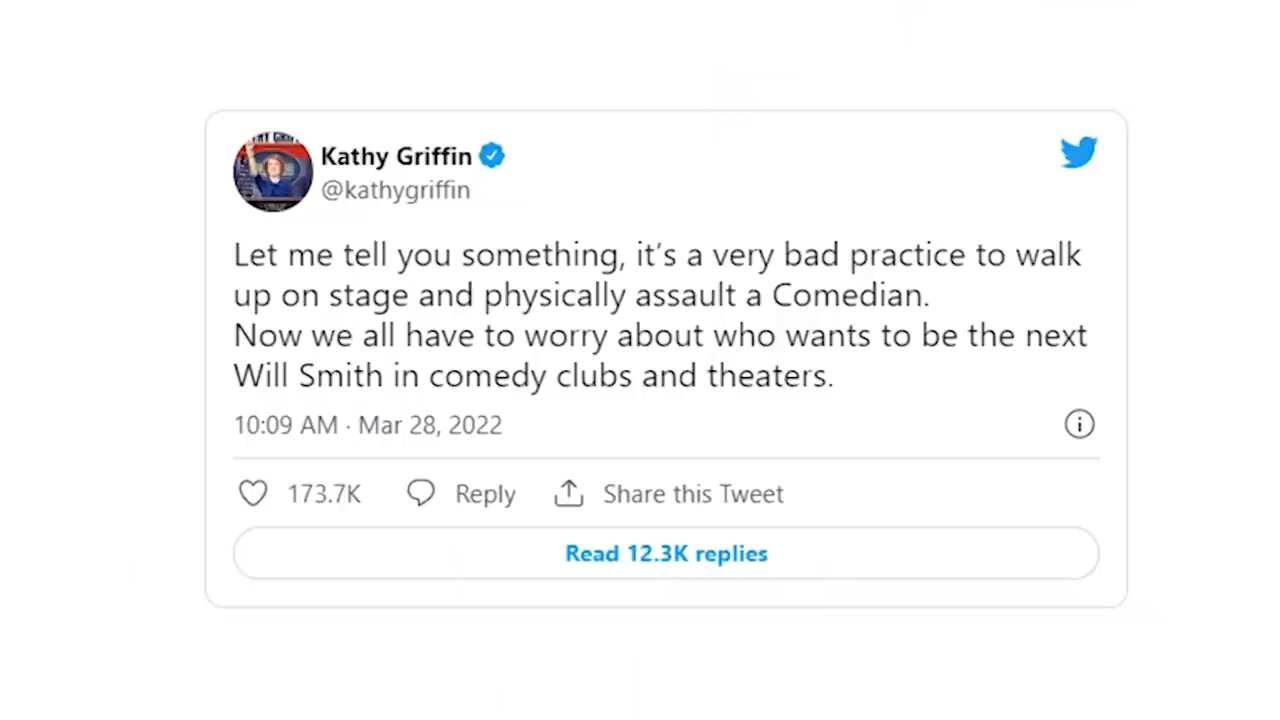 Kathy Griffin
@kathygriffin
Let me tell you something, it's a very bad practice to walk
up on stage and physically assault a Comedian.
Now we all have to worry about who wants to be the next
Will Smith in comedy clubs and theaters.
10:09 AM · Mar 28, 2022
173.7K Reply Share this Tweet
Read 12.3K replies